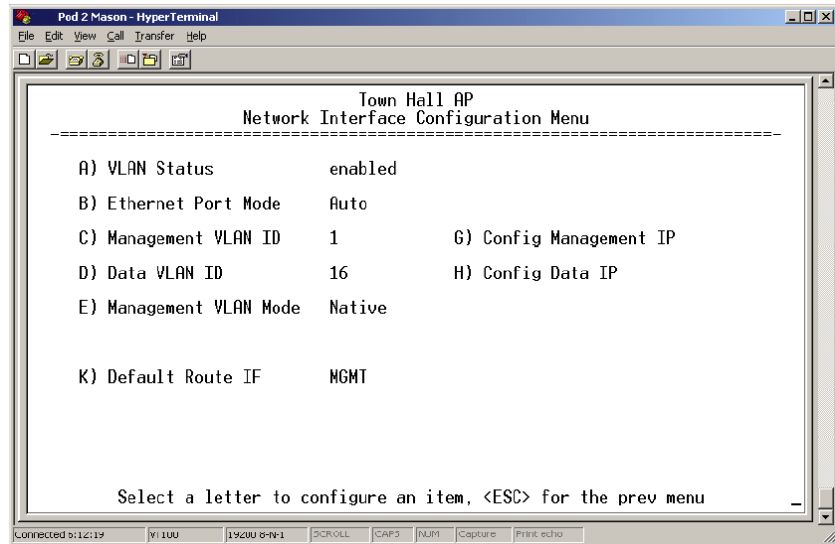 Pod 2 Mason - HyperTerminal
File Edit View Call Transfer Help
Town Hall AP
Network Interface Configuration Menu
-==========================================================================-
A) VLAN Status enabled
B) Ethernet Port Mode Auto
C) Management VLAN ID 1 G) Config Management IP
D) Data VLAN ID 16 H) Config Data IP
E) Management VLAN Mode Native
K) Default Route IF MGMT
Select a letter to configure an item, <ESC> for the prev menu
Connected 5:12:19 VT100 19200 8-N-1 SCROLL CAPS NUM Capture Print echo